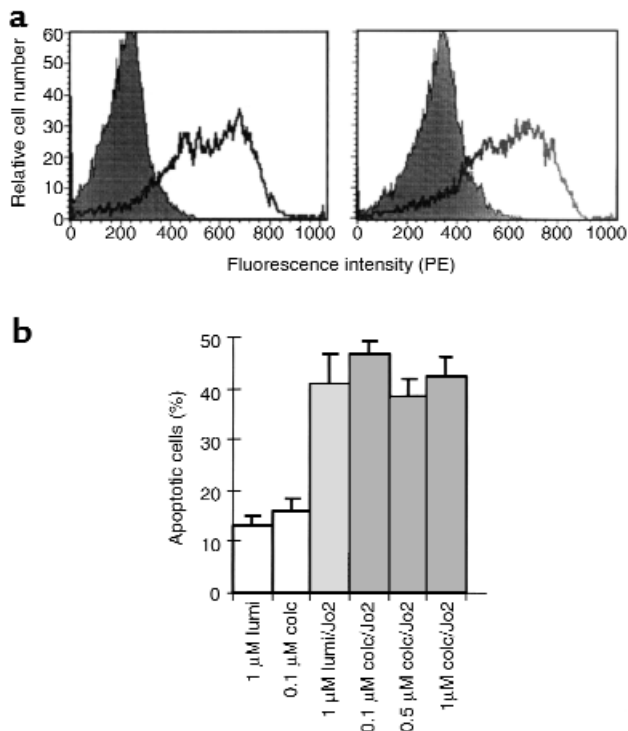 a
Relative cell number
60
50
40
30
20
10
0
0 200 400 600 800 1000
0 200 400 600 800 1000
Fluorescence intensity (PE)
b
Apoptotic cells (%)
50
40
30
20
10
0
1 µM lumi
0.1 µM colc
1 µM lumi/Jo2
0.1 µM colc/Jo2
0.5 µM colc/Jo2
1µM colc/Jo2